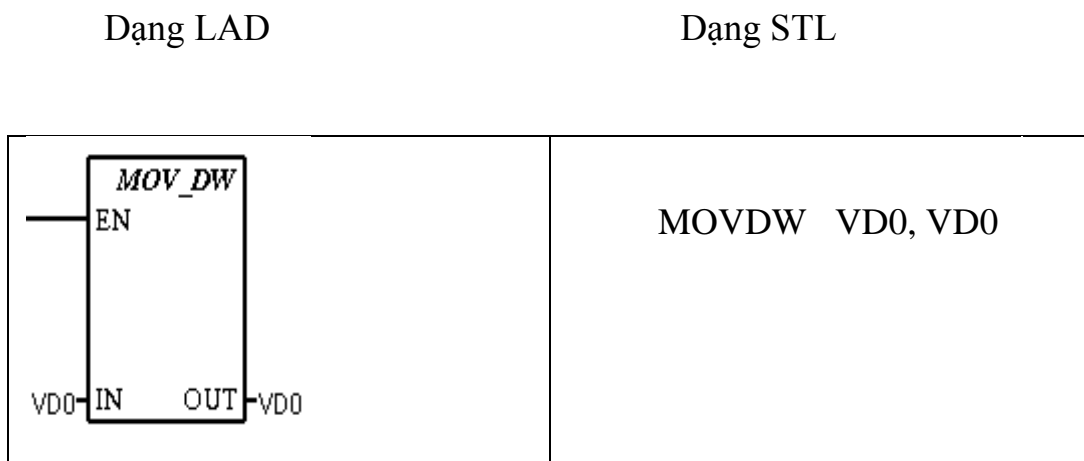 Dạng LAD Dạng STL
MOV_DW
EN
MOVDW VD0, VD0
VD0 IN OUT VD0